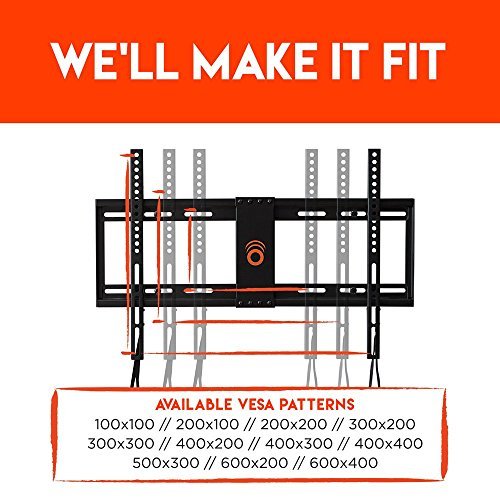 WE'LL MAKE IT FIT
AVAILABLE VESA PATTERNS
100x100 // 200x100 // 200x200 // 300x200
300x300 // 400x200 // 400x300 // 400x400
500x300 // 600x200 // 600x400